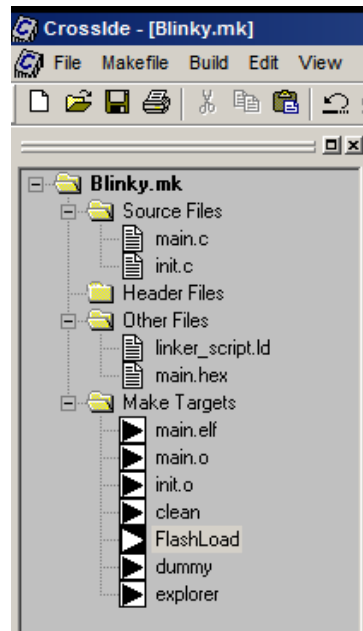 CrossIde - [Blinky.mk]
File Makefile Build Edit View
Blinky.mk
Source Files
main.c
init.c
Header Files
Other Files
linker_script.ld
main.hex
Make Targets
main.elf
main.o
init.o
clean
FlashLoad
dummy
explorer